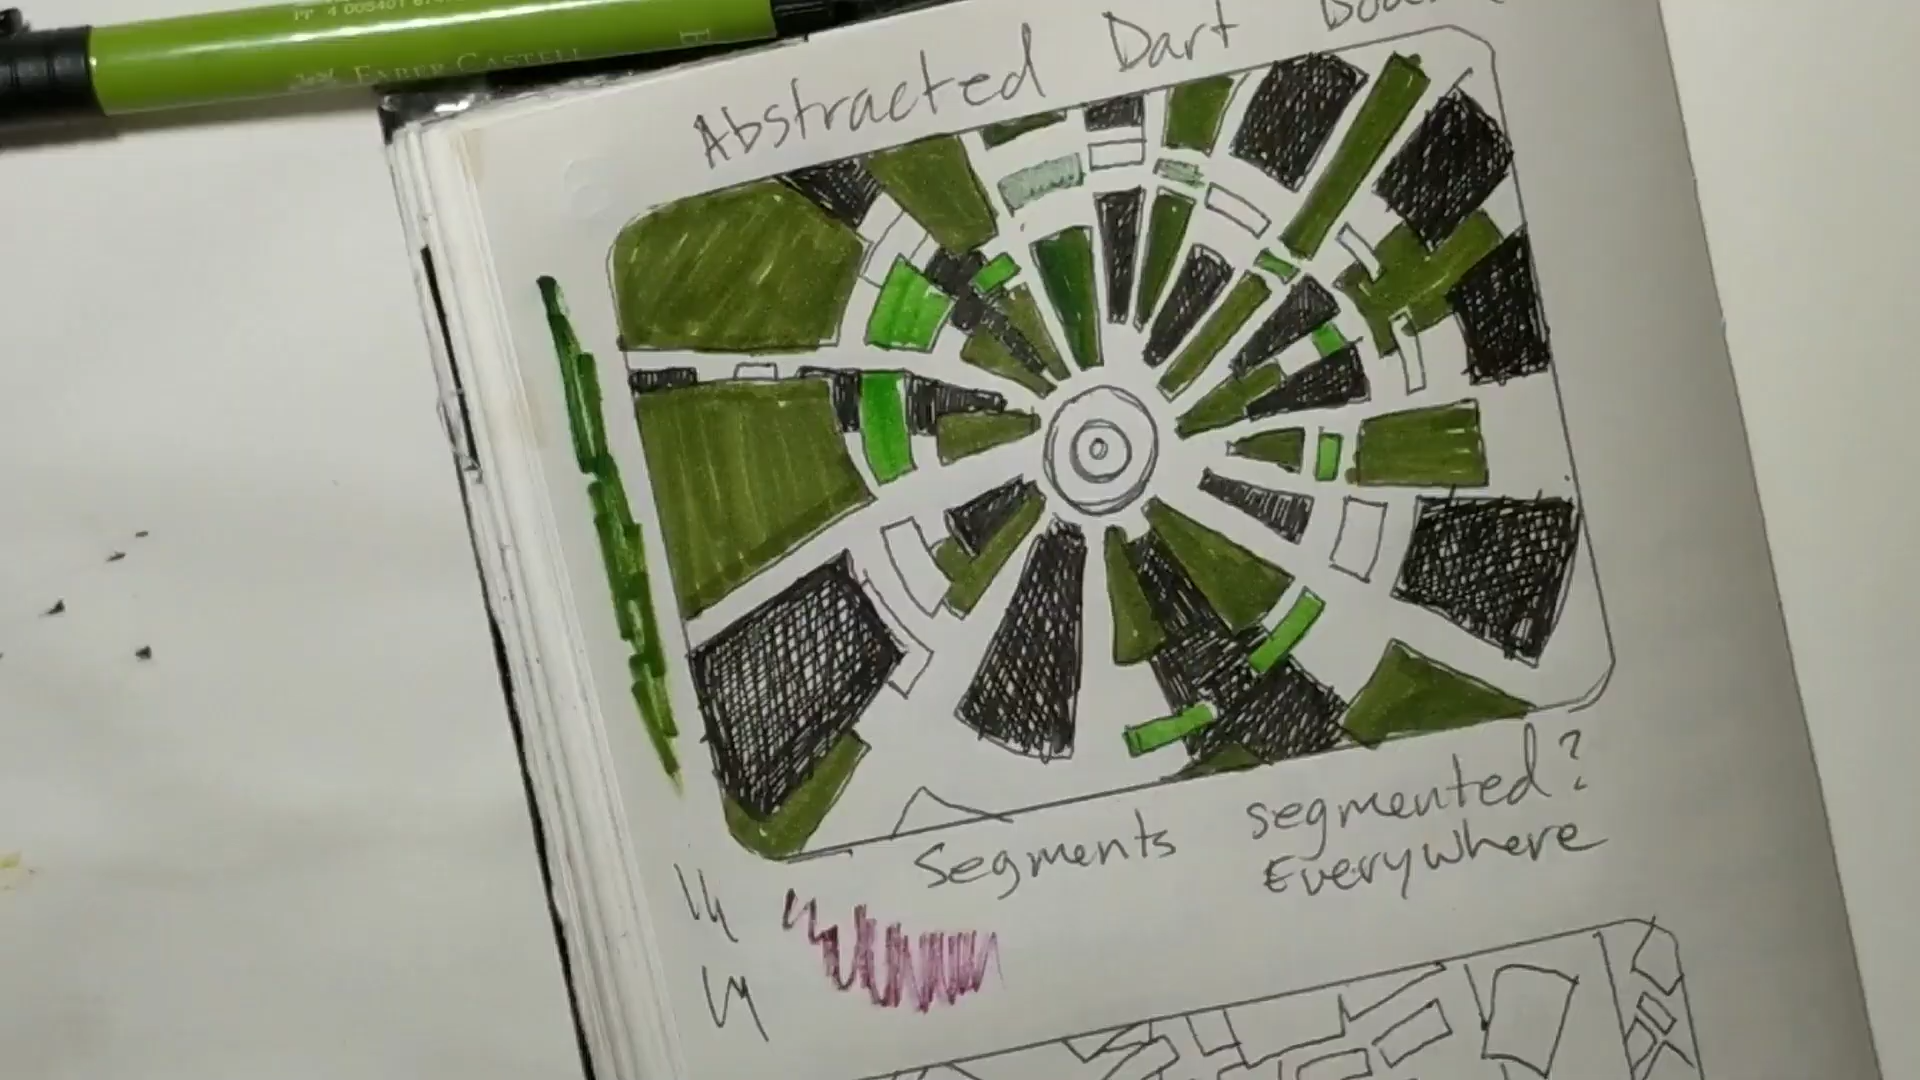 FABER CASTELL
Abstracted Dart
Segments segmented?
Everywhere